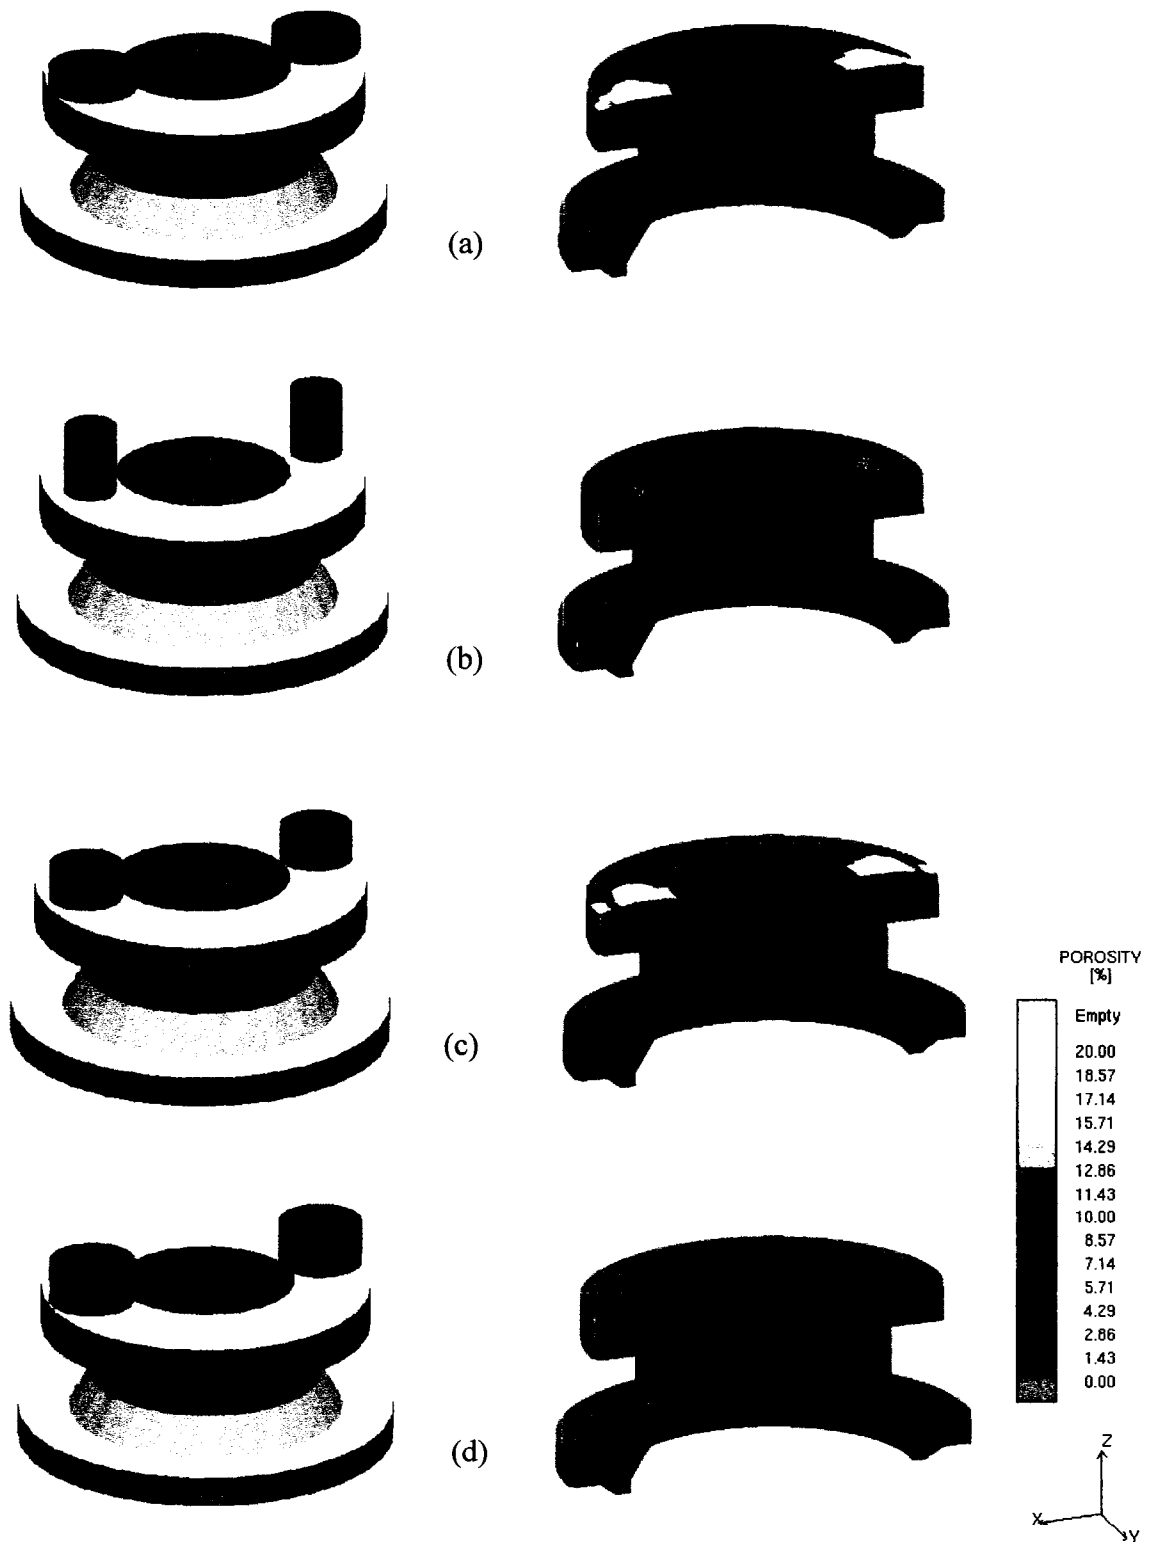 (a)
(b)
(c)
POROSITY
[%]
Empty
20.00
18.57
17.14
15.71
14.29
12.86
11.43
10.00
8.57
7.14
5.71
4.29
2.86
1.43
0.00
(d)
Z
X
Y